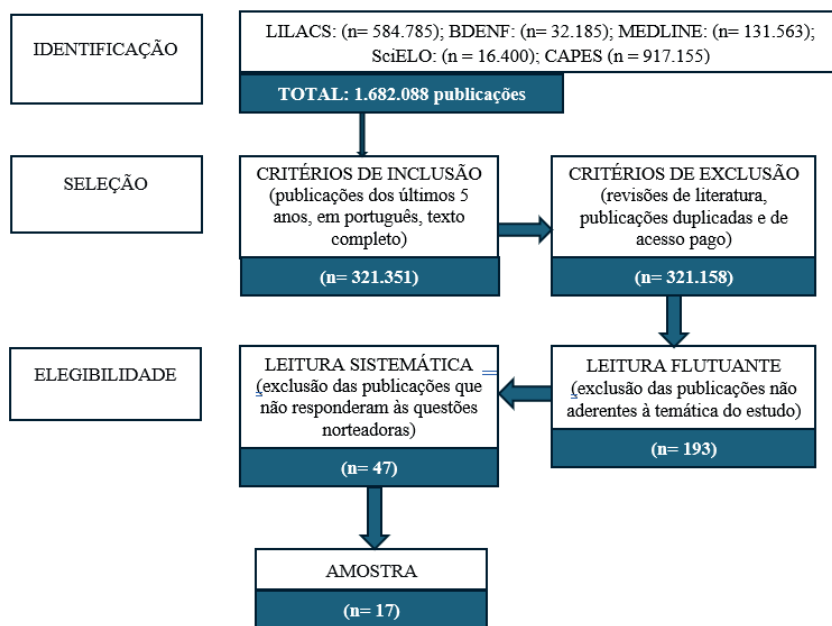 IDENTIFICAÇÃO
LILACS: (n= 584.785); BDENF: (n= 32.185); MEDLINE: (n= 131.563);
SciELO: (n = 16.400); CAPES (n = 917.155)
TOTAL: 1.682.088 publicações
SELEÇÃO
CRITÉRIOS DE INCLUSÃO
(publicações dos últimos 5
anos, em português, texto
completo)
(n= 321.351)
CRITÉRIOS DE EXCLUSÃO
(revisões de literatura,
publicações duplicadas e de
acesso pago)
(n= 321.158)
ELEGIBILIDADE
LEITURA SISTEMÁTICA
(exclusão das publicações que
não responderam às questões
norteadoras)
(n= 47)
LEITURA FLUTUANTE
(exclusão das publicações não
aderentes à temática do estudo)
(n= 193)
AMOSTRA
(n= 17)